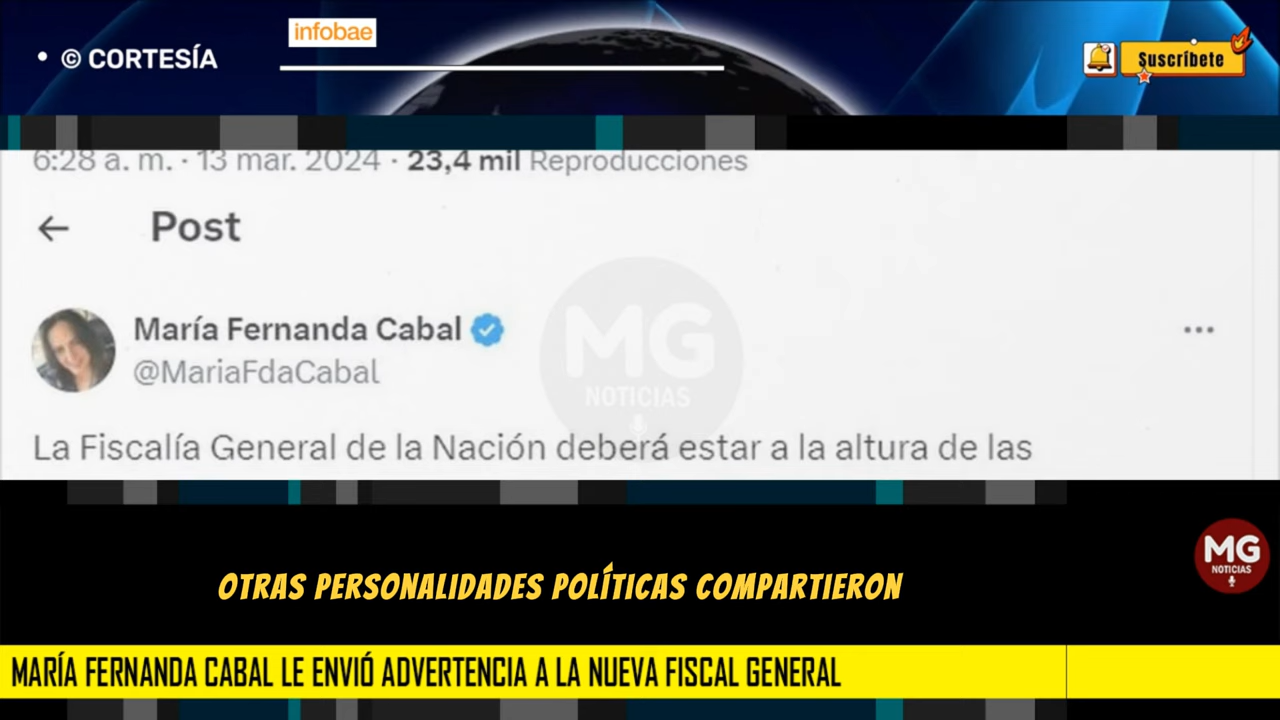 infobae
• © CORTESÍA
Suscríbete
6:28 a. m. · 13 mar. 2024 · 23,4 mil Reproducciones
← Post
María Fernanda Cabal
@MariaFdaCabal
MG
NOTICIAS
La Fiscalía General de la Nación deberá estar a la altura de las
MG
NOTICIAS
OTRAS PERSONALIDADES POLÍTICAS COMPARTIERON
MARÍA FERNANDA CABAL LE ENVIÓ ADVERTENCIA A LA NUEVA FISCAL GENERAL